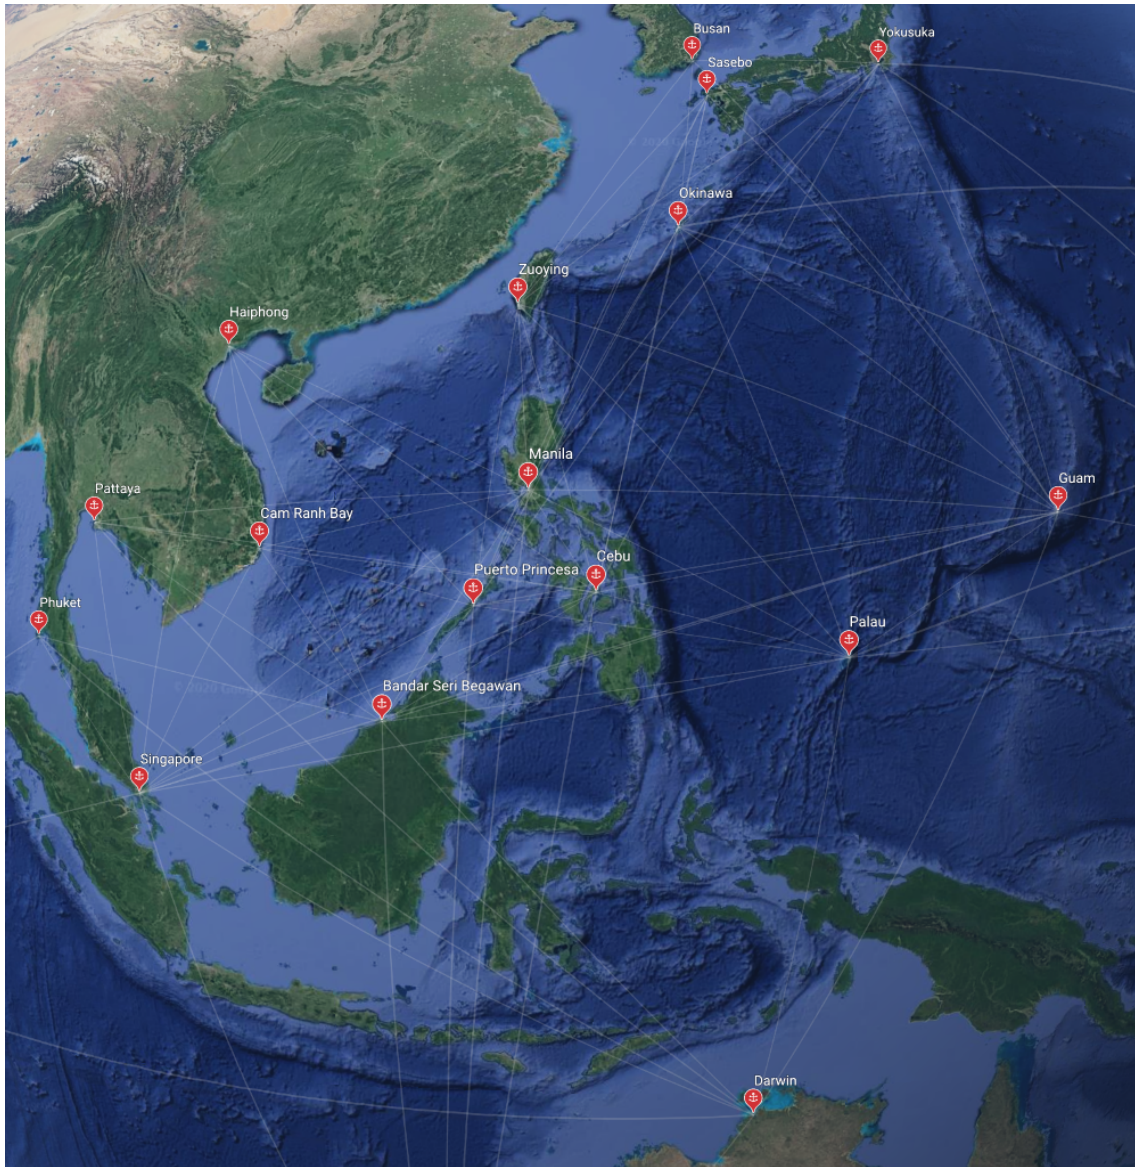 Busan
Yokusuka
Sasebo
Okinawa
Zuoying
Haiphong
Manila
Guam
Pattaya
Cam Ranh Bay
Cebu
Puerto Princesa
Phuket
Palau
Bandar Seri Begawan
Singapore
Darwin